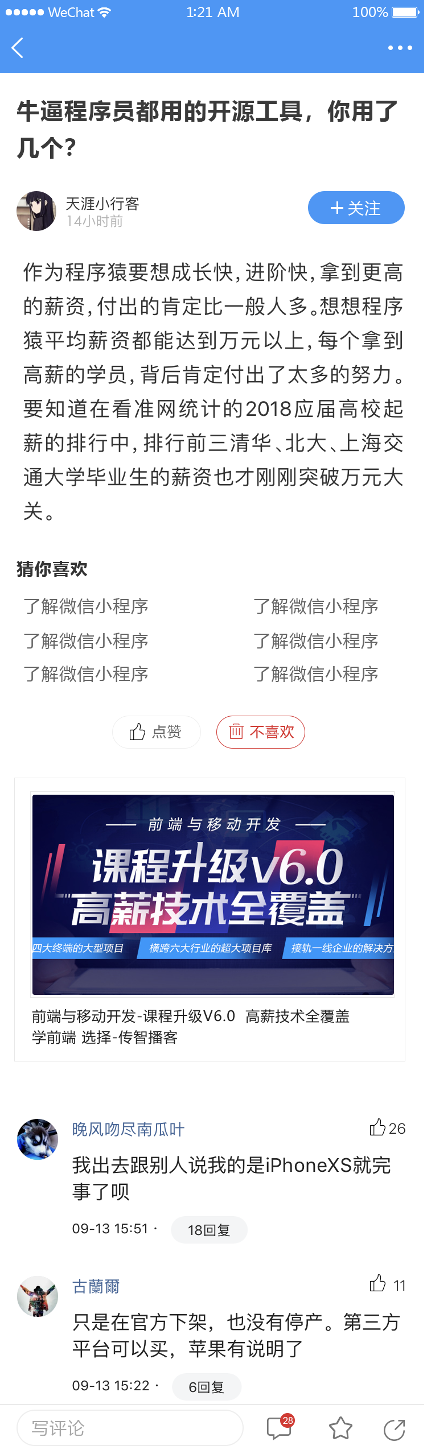 WeChat 1:21 AM 100%
牛逼程序员都用的开源工具，你用了
几个？
天涯小行客
14小时前
关注
作为程序猿要想成长快,进阶快,拿到更高
的薪资,付出的肯定比一般人多。想想程序
猿平均薪资都能达到万元以上,每个拿到
高薪的学员,背后肯定付出了太多的努力。
要知道在看准网统计的2018应届高校起
薪的排行中,排行前三清华、北大、上海交
通大学毕业生的薪资也才刚刚突破万元大
关。
猜你喜欢
了解微信小程序 了解微信小程序
了解微信小程序 了解微信小程序
了解微信小程序 了解微信小程序
点赞 不喜欢
前端与移动开发
课程升级v6.0
高薪技术全覆盖
四大终端的大型项目 横跨六大行业的超大项目库 接轨一线企业的解决方
前端与移动开发-课程升级V6.0 高薪技术全覆盖
学前端 选择-传智播客
晚风吻尽南瓜叶 26
我出去跟别人说我的是iPhoneXS就完
事了呗
09-13 15:51 · 18回复
古蘭爾 11
只是在官方下架，也没有停产。第三方
平台可以买，苹果有说明了
09-13 15:22 · 6回复
写评论 28